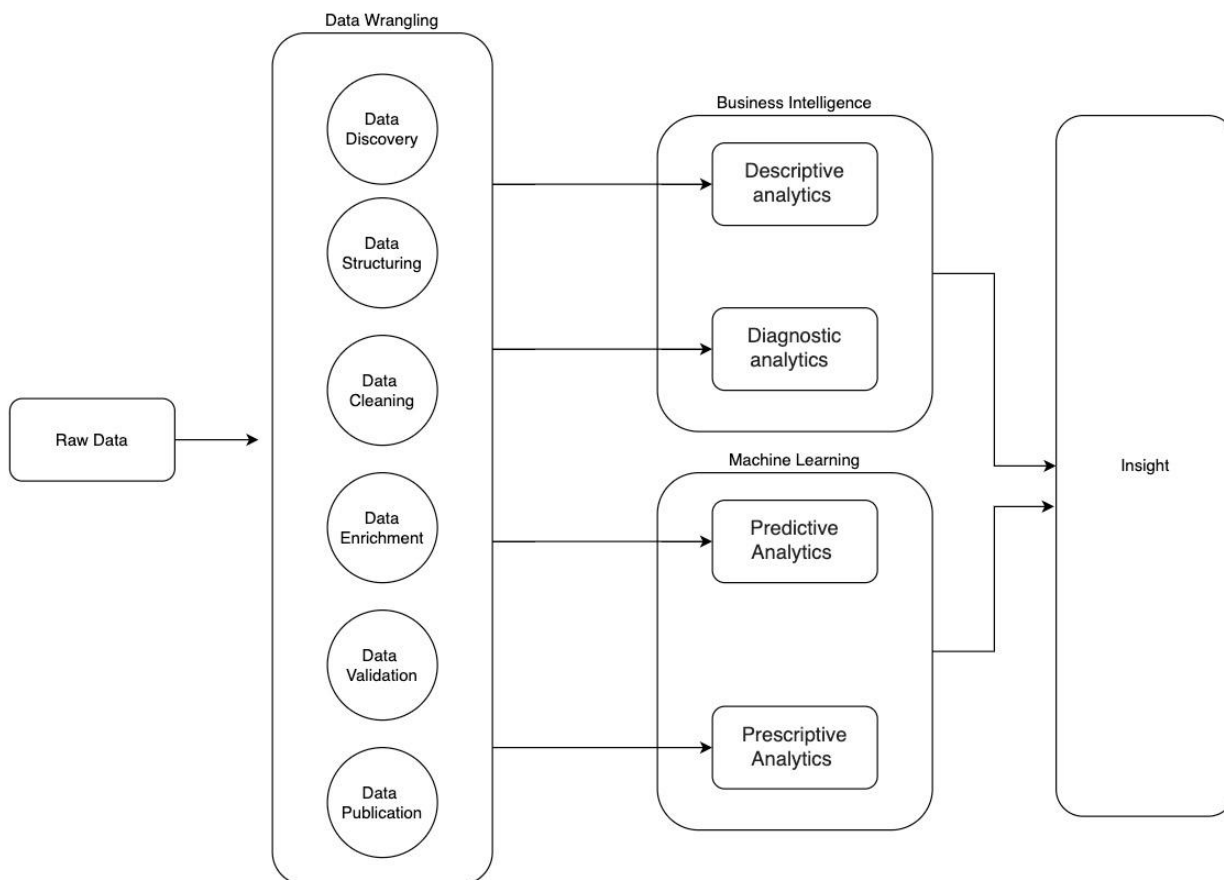 Data Wrangling
Data
Discovery
Data
Structuring
Data
Cleaning
Data
Enrichment
Data
Validation
Data
Publication
Raw Data
Business Intelligence
Descriptive
analytics
Diagnostic
analytics
Machine Learning
Predictive
Analytics
Prescriptive
Analytics
Insight